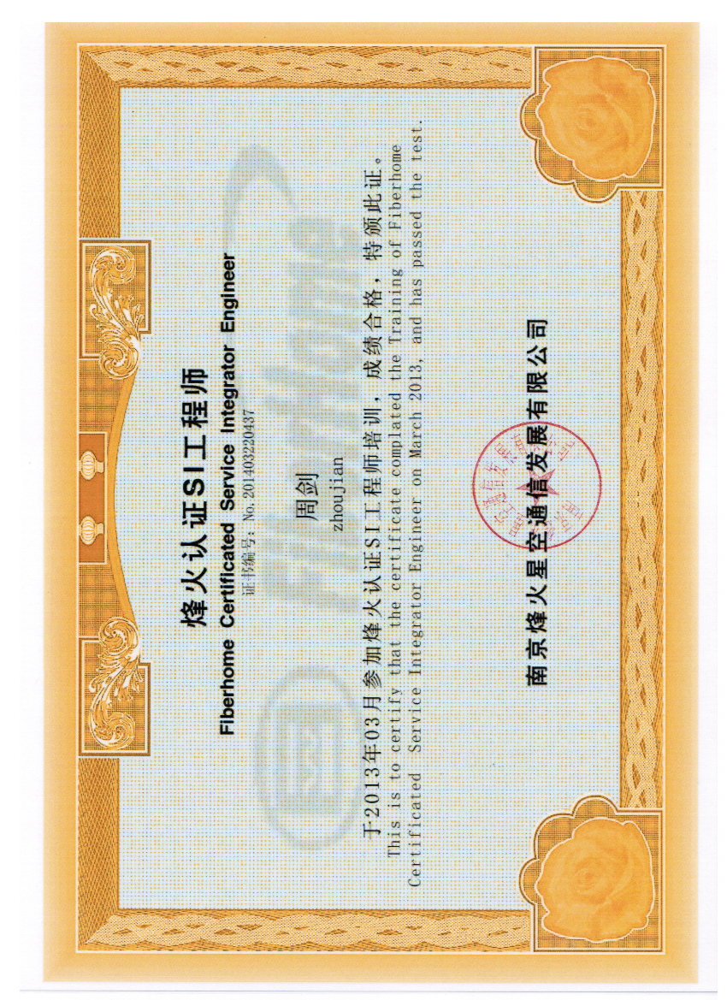 烽火认证SI工程师
Fiberhome Certificated Service Integrator Engineer
证书编号：No. 201403220437
周剑
zhoujian
于2013年03月参加烽火认证SI工程师培训，成绩合格，特颁此证。
This is to certify that the certificate complated the Training of Fiberhome
Certificated Service Integrator Engineer on March 2013, and has passed the test.
南京烽火星空通信发展有限公司
FiberHome